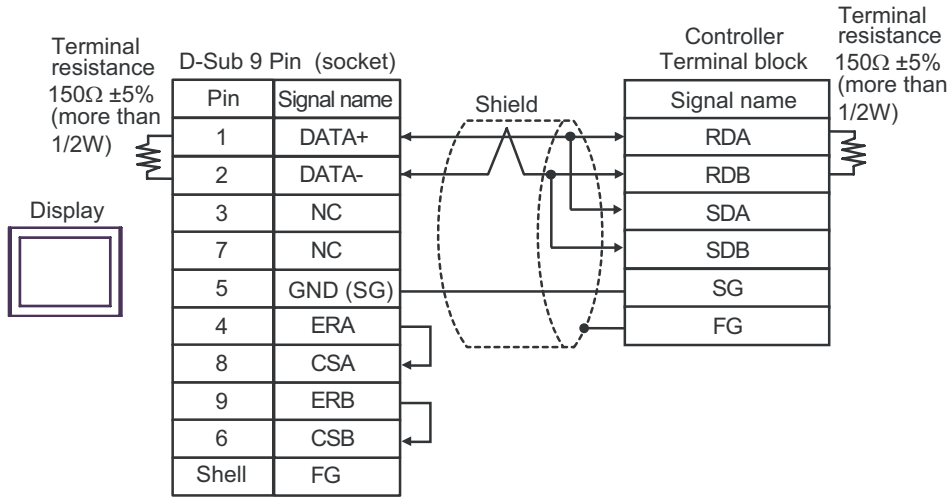 Terminal
resistance
150Ω ±5%
(more than
1/2W)
D-Sub 9 Pin (socket)
Pin Signal name
1 DATA+
2 DATA-
3 NC
7 NC
5 GND (SG)
4 ERA
8 CSA
9 ERB
6 CSB
Shell FG
Display
Shield
Controller
Terminal block
Signal name
RDA
RDB
SDA
SDB
SG
FG
Terminal
resistance
150Ω ±5%
(more than
1/2W)